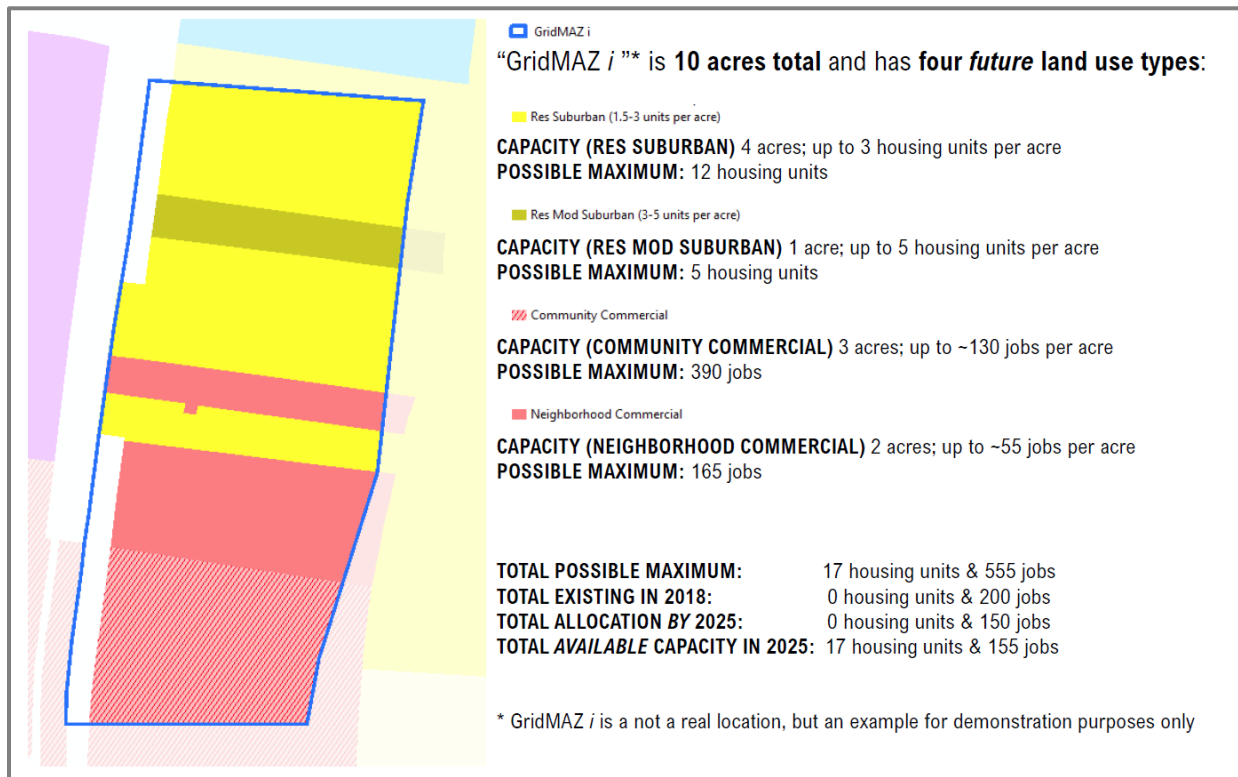 GridMAZ i
“GridMAZ i ”* is 10 acres total and has four future land use types:
Res Suburban (1.5-3 units per acre)
CAPACITY (RES SUBURBAN) 4 acres; up to 3 housing units per acre
POSSIBLE MAXIMUM: 12 housing units
Res Mod Suburban (3-5 units per acre)
CAPACITY (RES MOD SUBURBAN) 1 acre; up to 5 housing units per acre
POSSIBLE MAXIMUM: 5 housing units
Community Commercial
CAPACITY (COMMUNITY COMMERCIAL) 3 acres; up to ~130 jobs per acre
POSSIBLE MAXIMUM: 390 jobs
Neighborhood Commercial
CAPACITY (NEIGHBORHOOD COMMERCIAL) 2 acres; up to ~55 jobs per acre
POSSIBLE MAXIMUM: 165 jobs
TOTAL POSSIBLE MAXIMUM: 17 housing units & 555 jobs
TOTAL EXISTING IN 2018: 0 housing units & 200 jobs
TOTAL ALLOCATION BY 2025: 0 housing units & 150 jobs
TOTAL AVAILABLE CAPACITY IN 2025: 17 housing units & 155 jobs
* GridMAZ i is a not a real location, but an example for demonstration purposes only